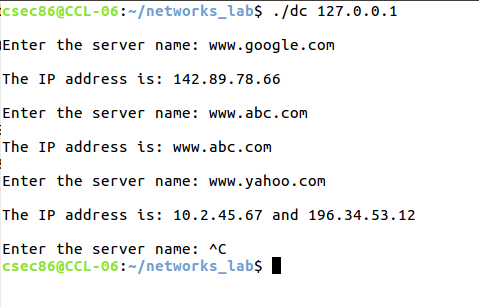 csec86@CCL-06:~/networks_lab$ ./dc 127.0.0.1
Enter the server name: www.google.com
The IP address is: 142.89.78.66
Enter the server name: www.abc.com
The IP address is: www.abc.com
Enter the server name: www.yahoo.com
The IP address is: 10.2.45.67 and 196.34.53.12
Enter the server name: ^C
csec86@CCL-06:~/networks_lab$